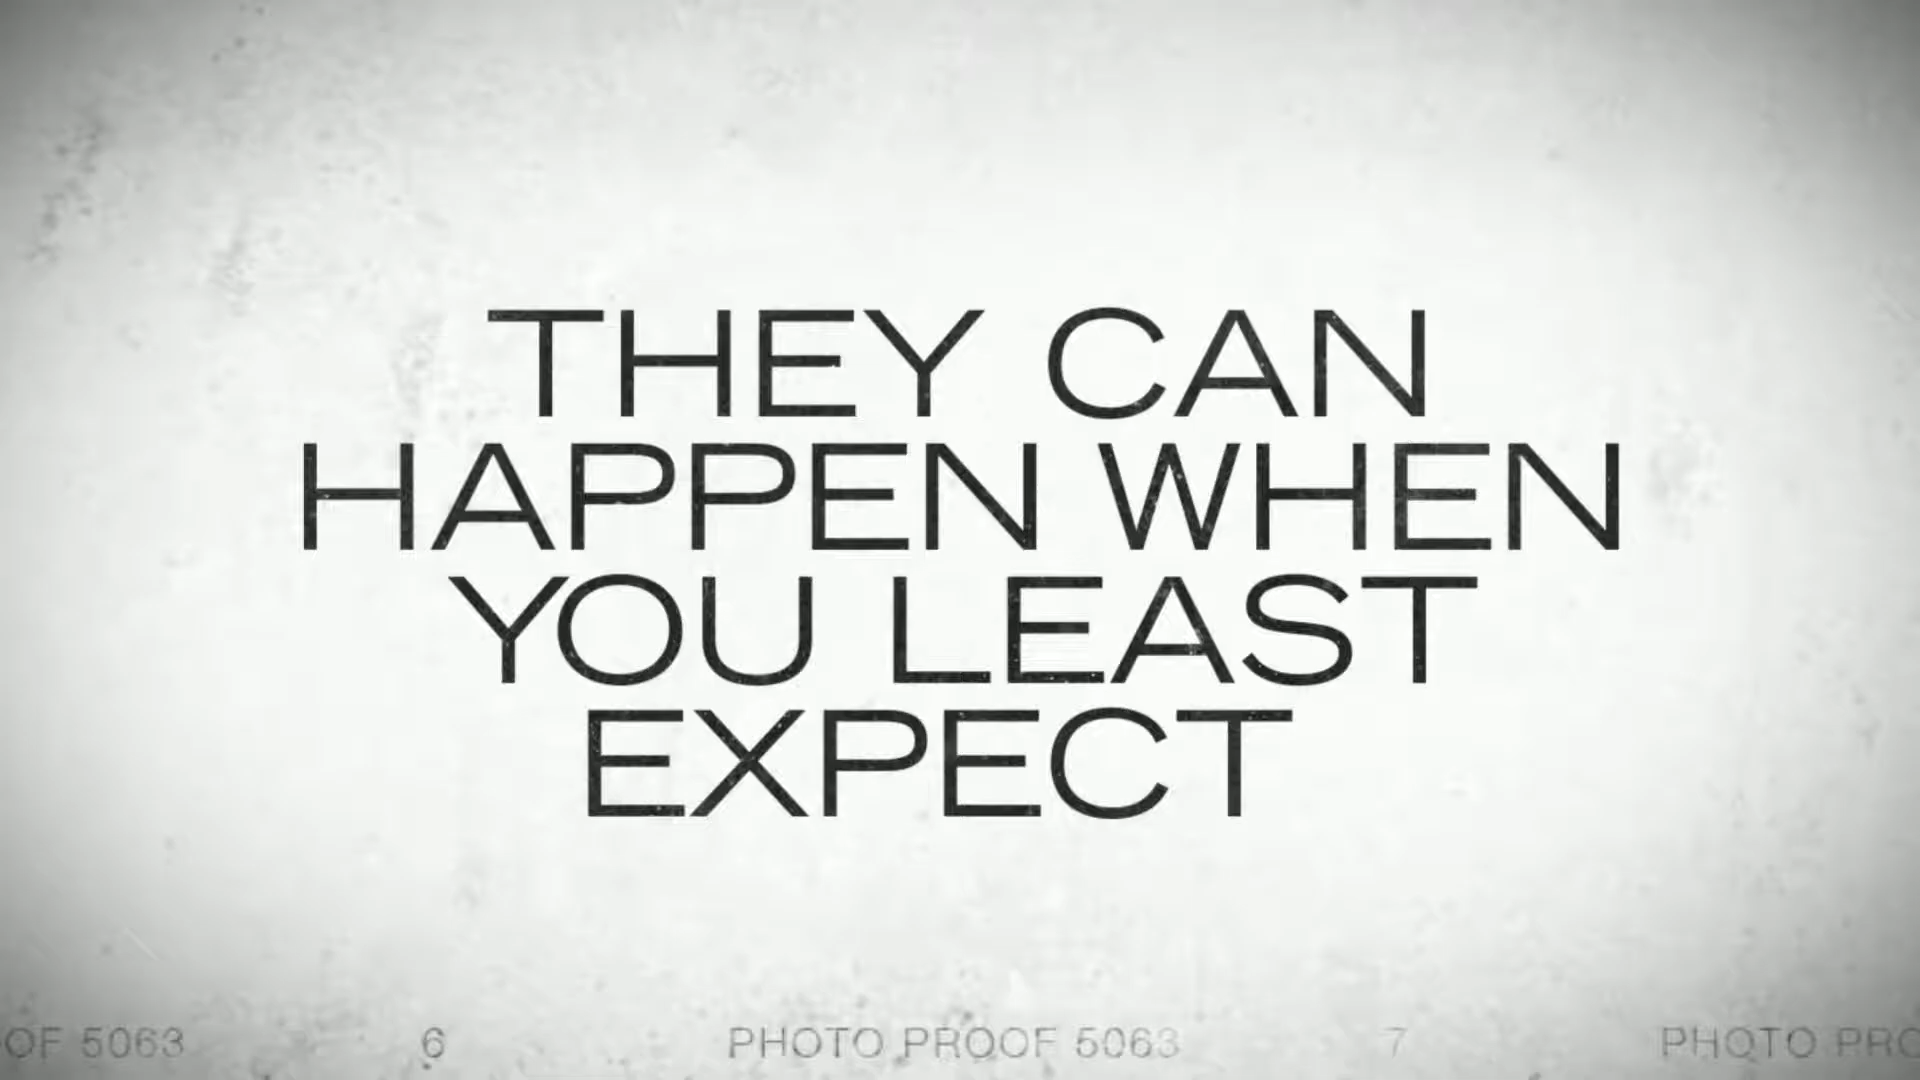 THEY CAN
HAPPEN WHEN
YOU LEAST
EXPECT
OF 5063 6 PHOTO PROOF 5063 7 PHOTO PRO